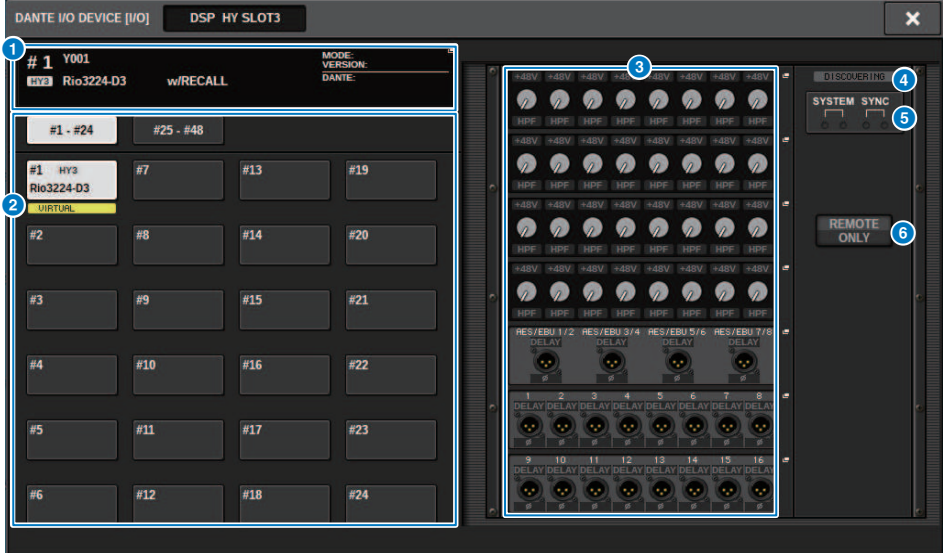 DANTE I/O DEVICE [I/O] DSP HY SLOT3
1
# 1 Y001 MODE:
VERSION:
HY3 Rio3224-D3 w/RECALL DANTE:
2
#1 - #24 #25 - #48
#1 HY3 #7 #13 #19
Rio3224-D3
VIRTUAL
#2 #8 #14 #20
#3 #9 #15 #21
#4 #10 #16 #22
#5 #11 #17 #23
#6 #12 #18 #24
3
+48V +48V +48V +48V +48V +48V +48V +48V
HPF HPF HPF HPF HPF HPF HPF HPF
+48V +48V +48V +48V +48V +48V +48V +48V
HPF HPF HPF HPF HPF HPF HPF HPF
+48V +48V +48V +48V +48V +48V +48V +48V
HPF HPF HPF HPF HPF HPF HPF HPF
+48V +48V +48V +48V +48V +48V +48V +48V
HPF HPF HPF HPF HPF HPF HPF HPF
AES/EBU 1/2 AES/EBU 3/4 AES/EBU 5/6 AES/EBU 7/8
DELAY DELAY DELAY DELAY
ø ø ø ø
1 2 3 4 5 6 7 8
DELAY DELAY DELAY DELAY DELAY DELAY DELAY DELAY
ø ø ø ø ø ø ø ø
9 10 11 12 13 14 15 16
DELAY DELAY DELAY DELAY DELAY DELAY DELAY DELAY
ø ø ø ø ø ø ø ø
DISCOVERING 4
SYSTEM SYNC
5
REMOTE
ONLY 6